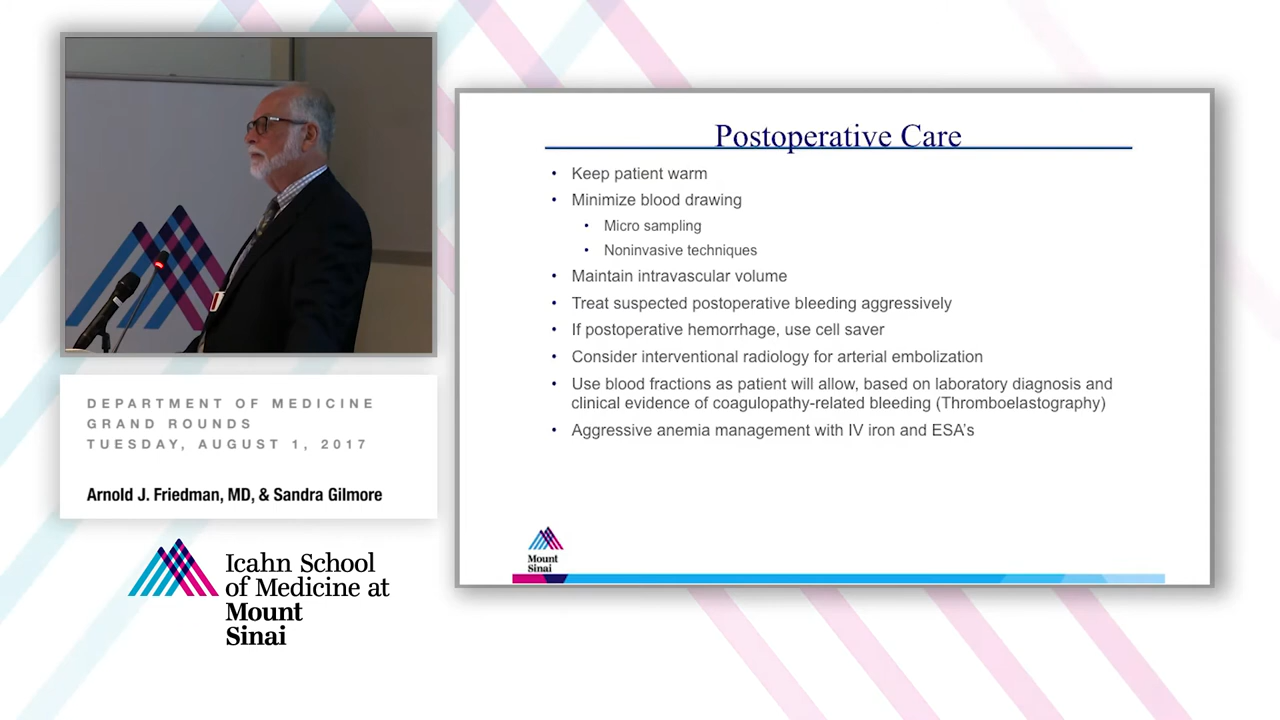 Postoperative Care
• Keep patient warm
• Minimize blood drawing
• Micro sampling
• Noninvasive techniques
• Maintain intravascular volume
• Treat suspected postoperative bleeding aggressively
• If postoperative hemorrhage, use cell saver
• Consider interventional radiology for arterial embolization
• Use blood fractions as patient will allow, based on laboratory diagnosis and
clinical evidence of coagulopathy-related bleeding (Thromboelastography)
• Aggressive anemia management with IV iron and ESA's
Mount
Sinai
DEPARTMENT OF MEDICINE
GRAND ROUNDS
TUESDAY, AUGUST 1, 2017
Arnold J. Friedman, MD, & Sandra Gilmore
Icahn School
of Medicine at
Mount
Sinai